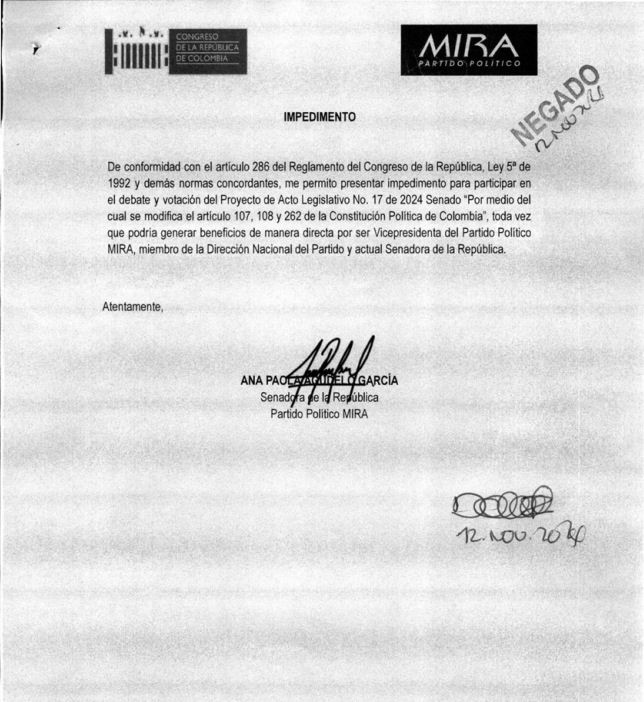 CONGRESO
DE LA REPÚBLICA
DE COLOMBIA
MIRA
PARTIDO POLÍTICO
NEGADO
IMPEDIMENTO
De conformidad con el artículo 286 del Reglamento del Congreso de la República, Ley 5ª de
1992 y demás normas concordantes, me permito presentar impedimento para participar en
el debate y votación del Proyecto de Acto Legislativo No. 17 de 2024 Senado “Por medio del
cual se modifica el artículo 107, 108 y 262 de la Constitución Política de Colombia”, toda vez
que podría generar beneficios de manera directa por ser Vicepresidenta del Partido Político
MIRA, miembro de la Dirección Nacional del Partido y actual Senadora de la República.
Atentamente,
ANA PAOLA AGUDELO GARCÍA
Senadora de la República
Partido Político MIRA
12.NOV.2024